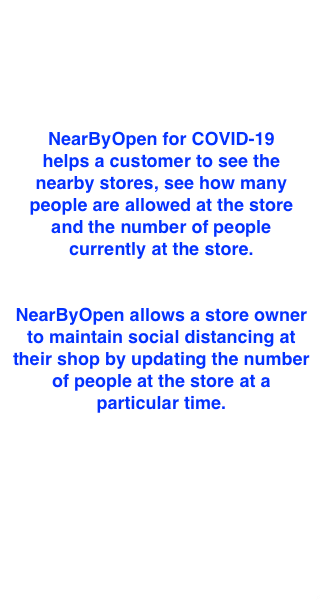 NearByOpen for COVID-19
helps a customer to see the
nearby stores, see how many
people are allowed at the store
and the number of people
currently at the store.
NearByOpen allows a store owner
to maintain social distancing at
their shop by updating the number
of people at the store at a
particular time.